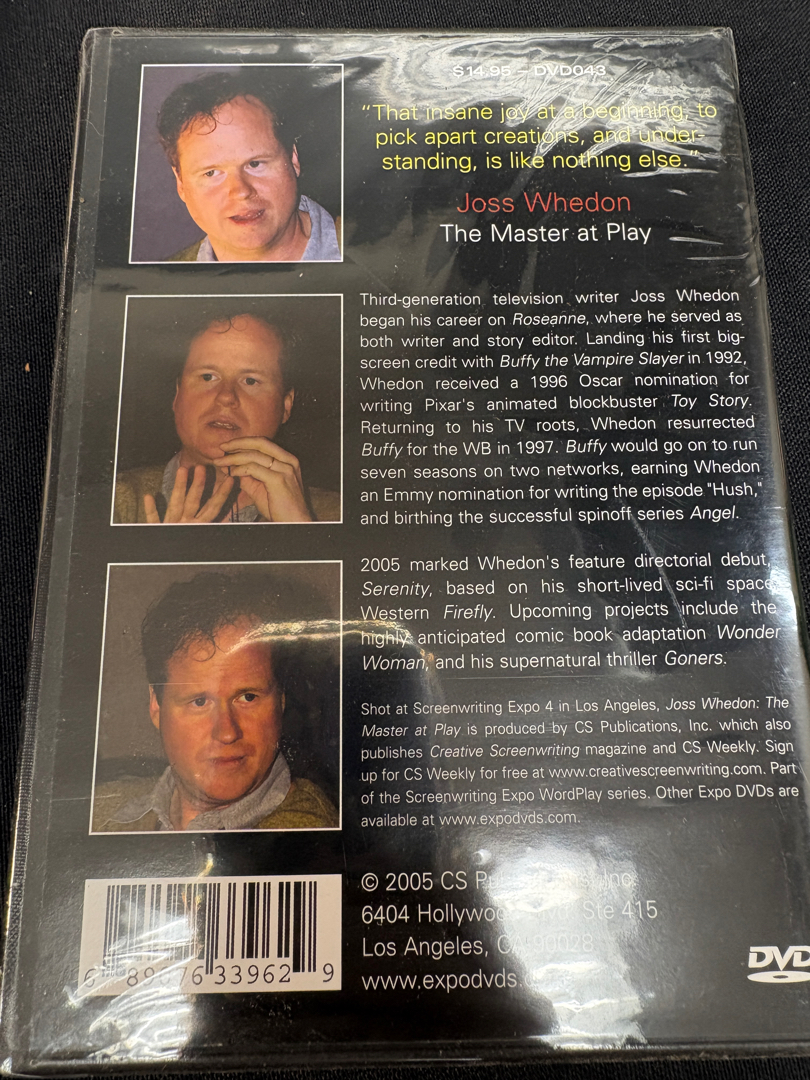 $14.95 – DVD043
“That insane joy at a beginning, to
pick apart creations, and under-
standing, is like nothing else.”
Joss Whedon
The Master at Play
Third-generation television writer Joss Whedon
began his career on Roseanne, where he served as
both writer and story editor. Landing his first big-
screen credit with Buffy the Vampire Slayer in 1992,
Whedon received a 1996 Oscar nomination for
writing Pixar's animated blockbuster Toy Story.
Returning to his TV roots, Whedon resurrected
Buffy for the WB in 1997. Buffy would go on to run
seven seasons on two networks, earning Whedon
an Emmy nomination for writing the episode "Hush,"
and birthing the successful spinoff series Angel.
2005 marked Whedon's feature directorial debut,
Serenity, based on his short-lived sci-fi space
Western Firefly. Upcoming projects include the
highly anticipated comic book adaptation Wonder
Woman, and his supernatural thriller Goners.
Shot at Screenwriting Expo 4 in Los Angeles, Joss Whedon: The
Master at Play is produced by CS Publications, Inc. which also
publishes Creative Screenwriting magazine and CS Weekly. Sign
up for CS Weekly for free at www.creativescreenwriting.com. Part
of the Screenwriting Expo WordPlay series. Other Expo DVDs are
available at www.expodvds.com.
© 2005 CS Inc.
6404 Ste 415
Los Angeles, CA 90028
DVD